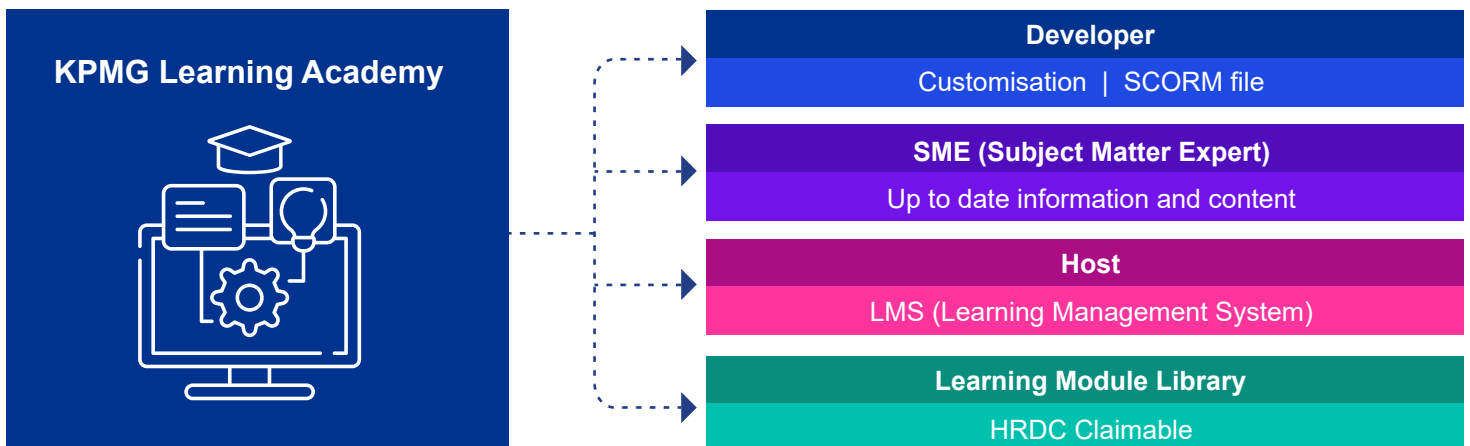 KPMG Learning Academy
Developer
Customisation | SCORM file
SME (Subject Matter Expert)
Up to date information and content
Host
LMS (Learning Management System)
Learning Module Library
HRDC Claimable